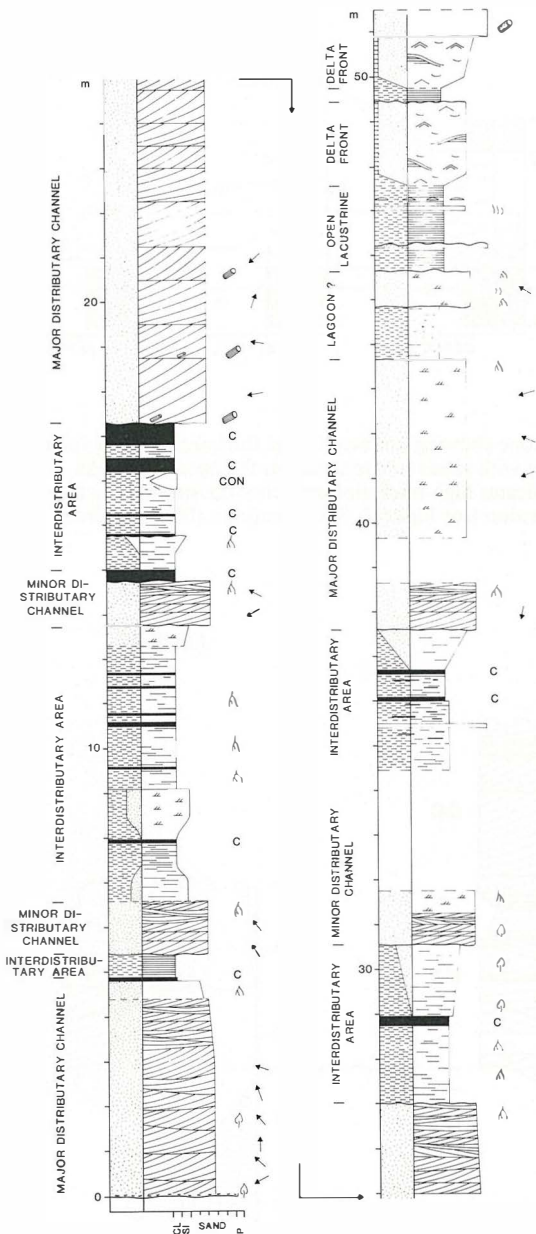 m
20
MAJOR DISTRIBUTARY CHANNEL
C
C
CON
C
C
C
INTERDISTRIBUTARY
AREA
MINOR DI-
STRIBUTARY
CHANNEL
INTERDISTRIBUTARY AREA
10
C
MINOR DI-
STRIBUTARY
CHANNEL
INTERDISTRIBU-
TARY AREA
C
MAJOR DISTRIBUTARY CHANNEL
0
CL
SI
SAND
P
m
50
DELTA
FRONT
DELTA
FRONT
OPEN
LACUSTRINE
LAGOON ?
MAJOR DISTRIBUTARY CHANNEL
40
INTERDISTRIBUTARY
AREA
C
C
MINOR DISTRIBUTARY
CHANNEL
30
INTERDISTRIBUTARY
AREA
C